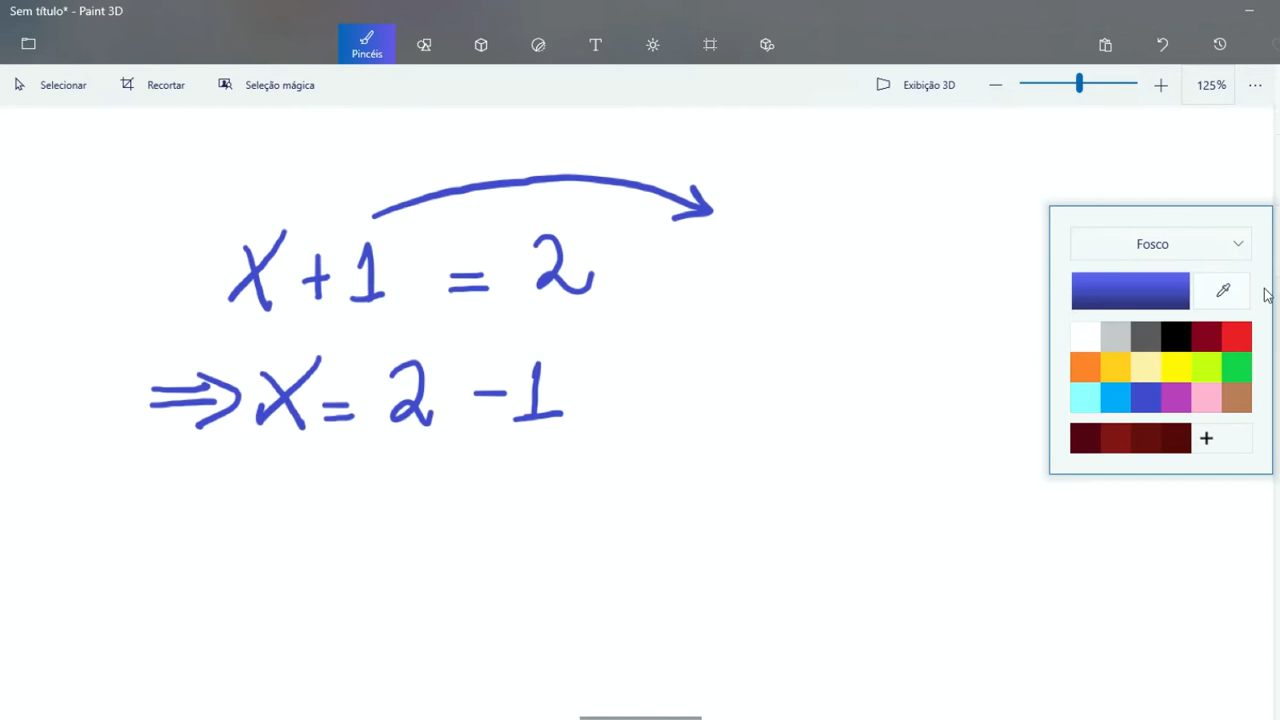 Sem título* - Paint 3D
Pincéis
Selecionar Recortar Seleção mágica Exibição 3D 125%
Fosco
x + 1 = 2
⇒ x = 2 - 1